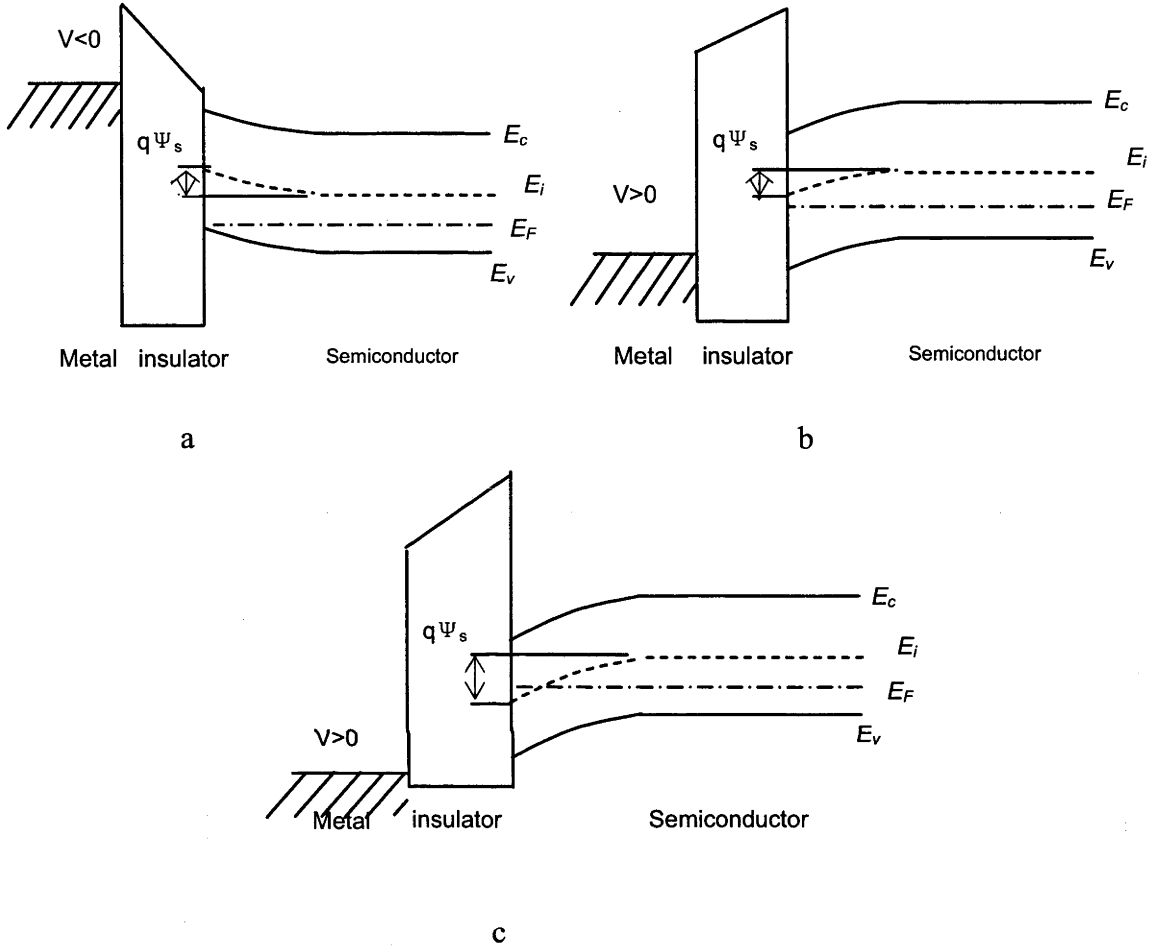 V<0
qΨs
Ec
Ei
EF
Ev
Metal insulator Semiconductor
a
V>0
qΨs
Ec
Ei
EF
Ev
Metal insulator Semiconductor
b
V>0
qΨs
Ec
Ei
EF
Ev
Metal insulator Semiconductor
c